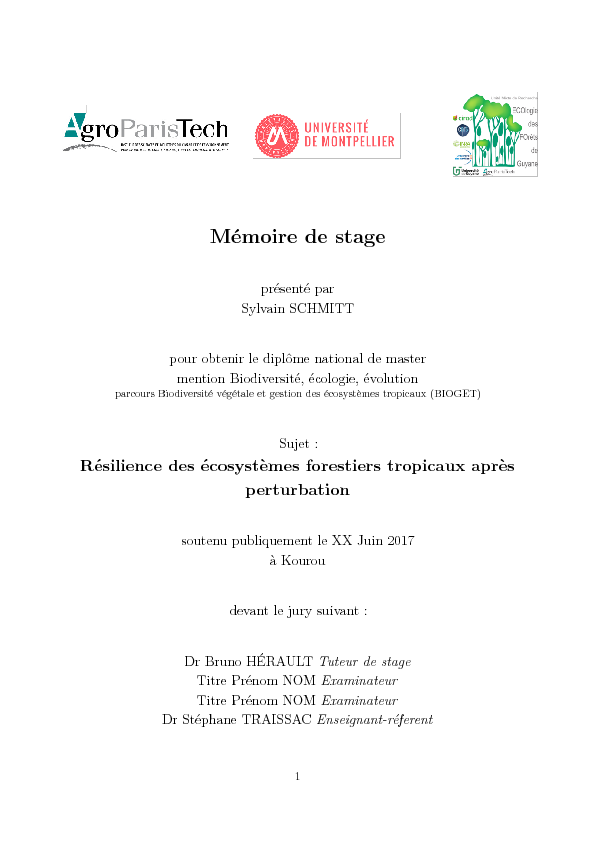 AgroParisTech
UNIVERSITÉ
DE MONTPELLIER
ECOlogie
des
FOrêts
de
Guyane
Mémoire de stage
présenté par
Sylvain SCHMITT
pour obtenir le diplôme national de master
mention Biodiversité, écologie, évolution
parcours Biodiversité végétale et gestion des écosystèmes tropicaux (BIOGET)
Sujet :
Résilience des écosystèmes forestiers tropicaux après
perturbation
soutenu publiquement le XX Juin 2017
à Kourou
devant le jury suivant :
Dr Bruno HÉRAULT Tuteur de stage
Titre Prénom NOM Examinateur
Titre Prénom NOM Examinateur
Dr Stéphane TRAISSAC Enseignant-réferent
1